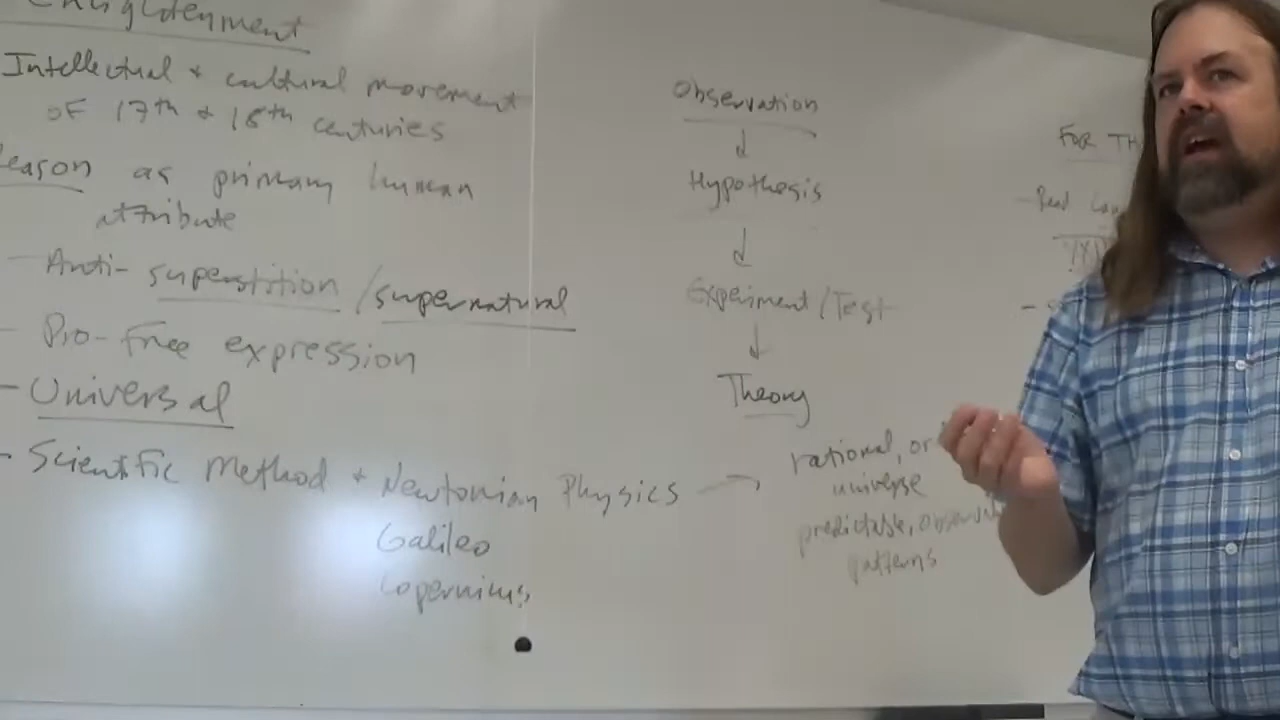 Enlightenment
Intellectual + cultural movement
of 17th + 18th centuries
Reason as primary human
attribute
- Anti-superstition/supernatural
- Pro-free expression
- Universal
- Scientific Method + Newtonian Physics →
Galileo
Copernicus
Observation
↓
Hypothesis
↓
Experiment/Test
↓
Theory
rational, or
universe
predictable,
patterns
FOR TH
- Read
-